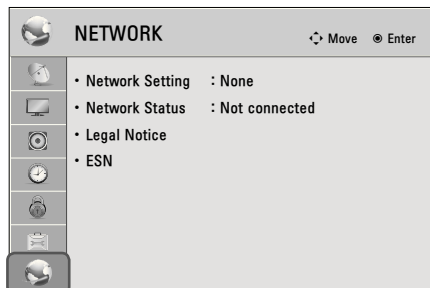 NETWORK Move Enter
• Network Setting : None
• Network Status : Not connected
• Legal Notice
• ESN